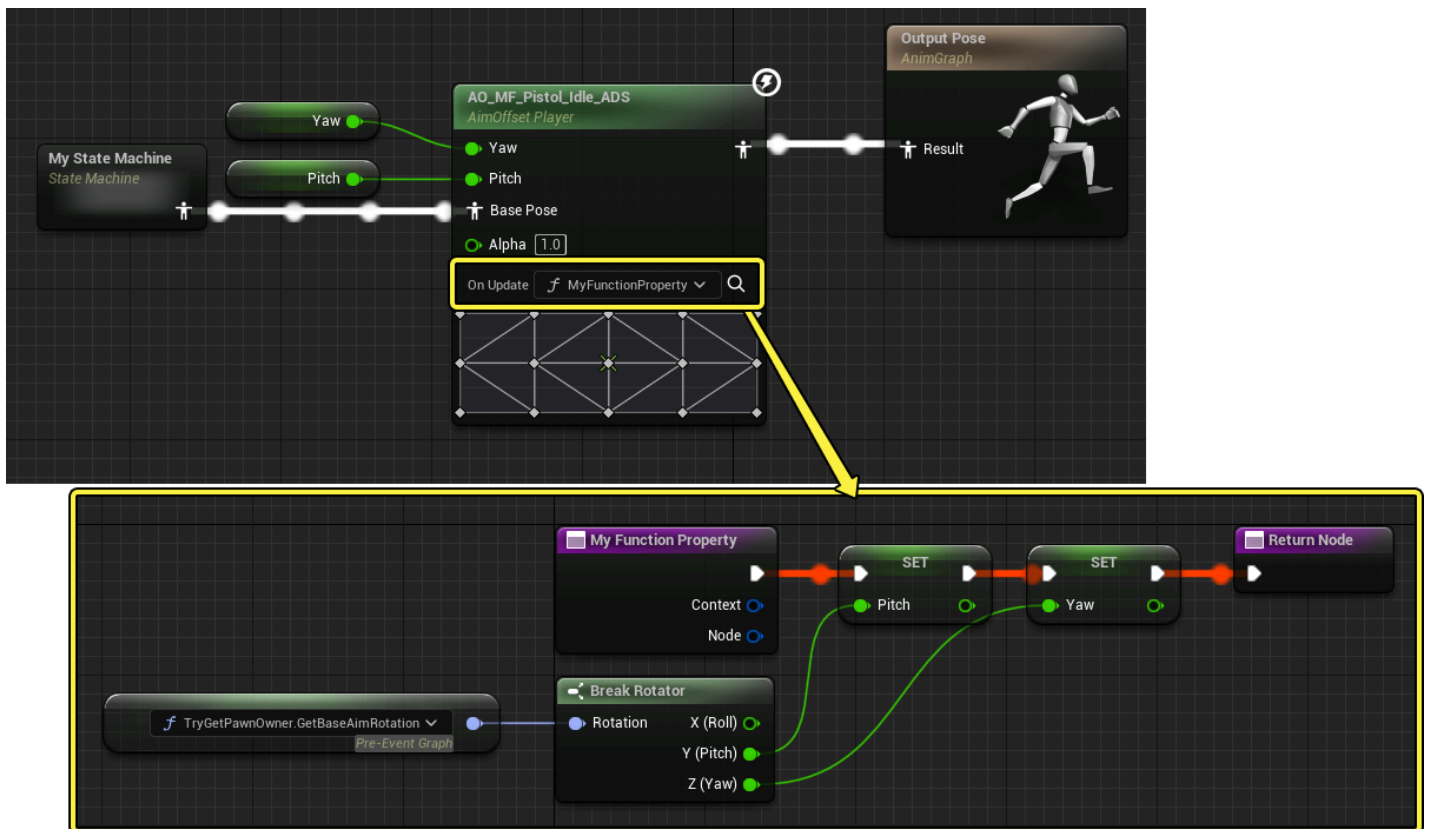 Output Pose
AnimGraph
AO_MF_Pistol_Idle_ADS
AimOffset Player
Yaw
Yaw
Result
My State Machine
State Machine
Pitch
Pitch
Base Pose
Alpha 1.0
On Update f MyFunctionProperty
My Function Property
Return Node
SET
SET
Context
Pitch
Yaw
Node
Break Rotator
f TryGetPawnOwner.GetBaseAimRotation
Rotation
X (Roll)
Pre-Event Graph
Y (Pitch)
Z (Yaw)